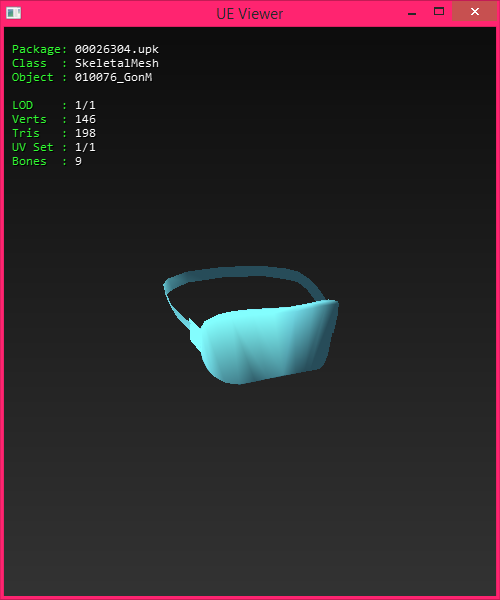 UE Viewer
Package: 00026304.upk
Class  : SkeletalMesh
Object : 010076_GonM
LOD    : 1/1
Verts  : 146
Tris   : 198
UV Set : 1/1
Bones  : 9